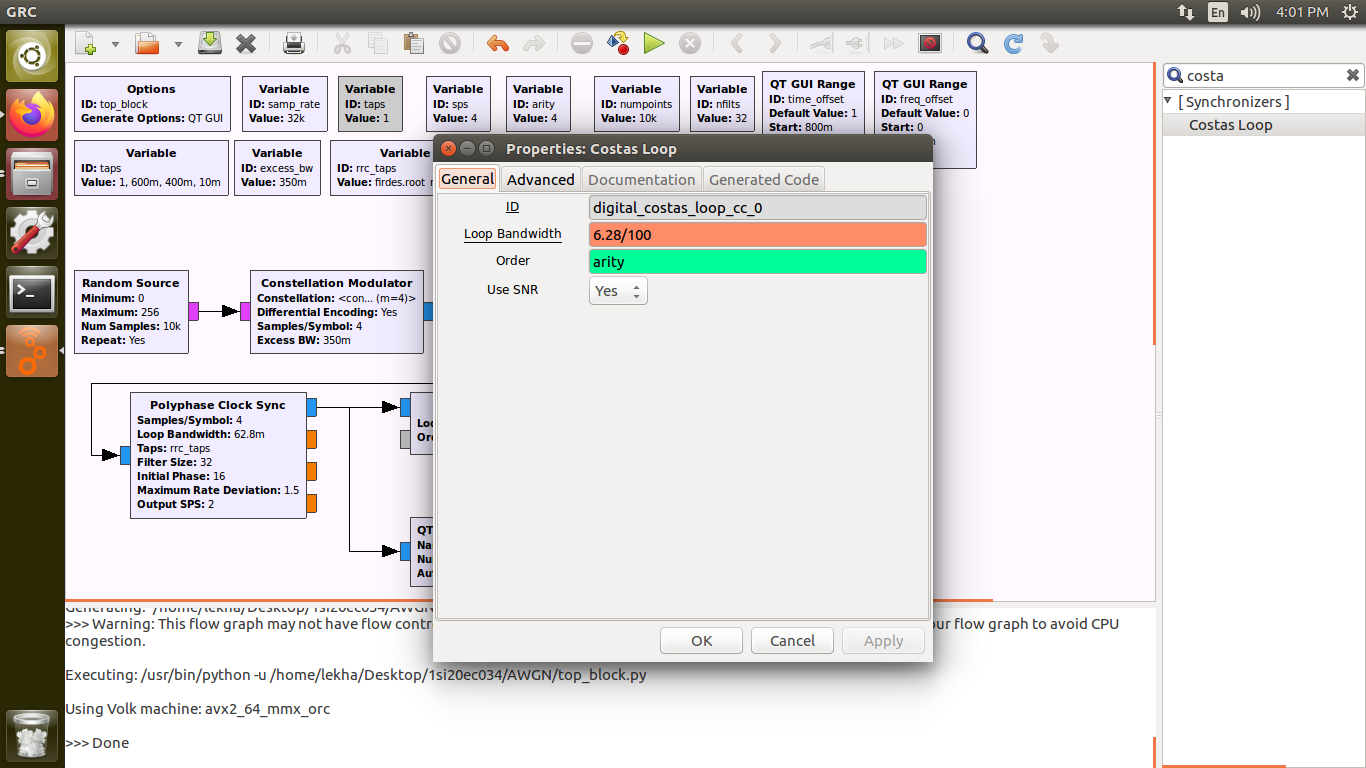 GRC
En
4:01 PM
costa
[ Synchronizers ]
Costas Loop
Options
ID: top_block
Generate Options: QT GUI
Variable
ID: samp_rate
Value: 32k
Variable
ID: taps
Value: 1
Variable
ID: sps
Value: 4
Variable
ID: arity
Value: 4
Variable
ID: numpoints
Value: 10k
Variable
ID: nfilts
Value: 32
QT GUI Range
ID: time_offset
Default Value: 1
Start: 800m
QT GUI Range
ID: freq_offset
Default Value: 0
Start: 0
Variable
ID: taps
Value: 1, 600m, 400m, 10m
Variable
ID: excess_bw
Value: 350m
Variable
ID: rrc_taps
Value: firdes.root
Properties: Costas Loop
General
Advanced
Documentation
Generated Code
ID
digital_costas_loop_cc_0
Loop Bandwidth
6.28/100
Order
arity
Use SNR
Yes
OK
Cancel
Apply
Random Source
Minimum: 0
Maximum: 256
Num Samples: 10k
Repeat: Yes
Constellation Modulator
Constellation: <con... (m=4)>
Differential Encoding: Yes
Samples/Symbol: 4
Excess BW: 350m
Polyphase Clock Sync
Samples/Symbol: 4
Loop Bandwidth: 62.8m
Taps: rrc_taps
Filter Size: 32
Initial Phase: 16
Maximum Rate Deviation: 1.5
Output SPS: 2
Loo
Ord
QT
Na
Nu
Au
Generating: '/home/lekha/Desktop/1si20ec034/AWGN
>>> Warning: This flow graph may not have flow contr
our flow graph to avoid CPU
congestion.
Executing: /usr/bin/python -u /home/lekha/Desktop/1si20ec034/AWGN/top_block.py
Using Volk machine: avx2_64_mmx_orc
>>> Done